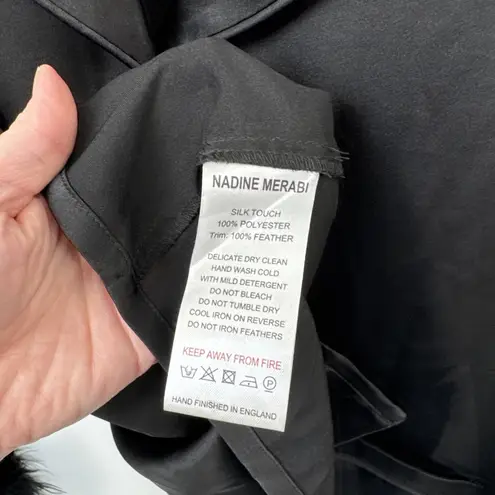 NADINE MERABI
SILK TOUCH
100% POLYESTER
Trim: 100% FEATHER
DELICATE DRY CLEAN
HAND WASH COLD
WITH MILD DETERGENT
DO NOT BLEACH
DO NOT TUMBLE DRY
COOL IRON ON REVERSE
DO NOT IRON FEATHERS
KEEP AWAY FROM FIRE
P
HAND FINISHED IN ENGLAND